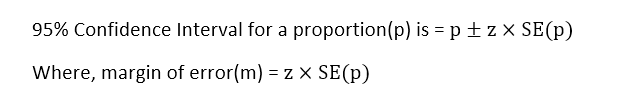 95% Confidence Interval for a proportion(p) is = p ± z × SE(p)
Where, margin of error(m) = z × SE(p)